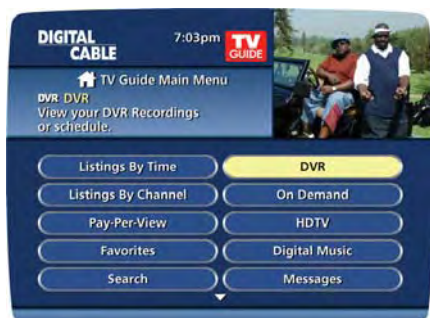 DIGITAL
CABLE
7:03pm
TV
GUIDE
TV Guide Main Menu
DVR DVR
View your DVR Recordings
or schedule.
Listings By Time
DVR
Listings By Channel
On Demand
Pay-Per-View
HDTV
Favorites
Digital Music
Search
Messages